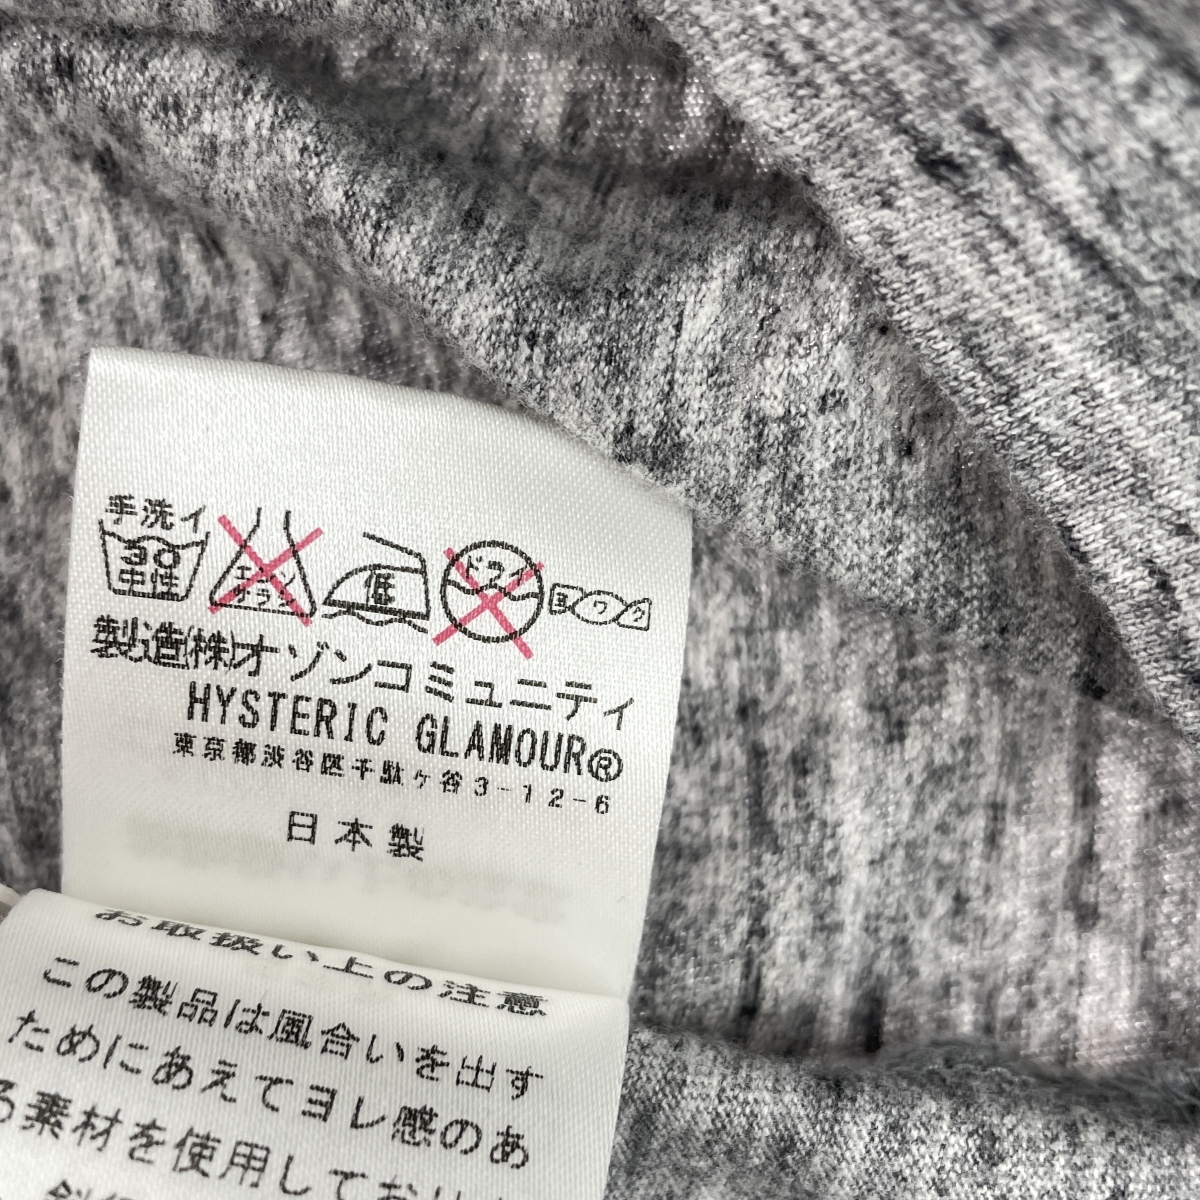 手洗イ
30
中性
エンソ
サラシ
低
ドライ
ヨワク
製造(株)オゾンコミュニティ
HYSTERIC GLAMOUR®
東京都渋谷区千駄ヶ谷3-12-6
日本製
お取扱い上の注意
この製品は風合いを出す
ためにあえてヨレ感のあ
る素材を使用しており